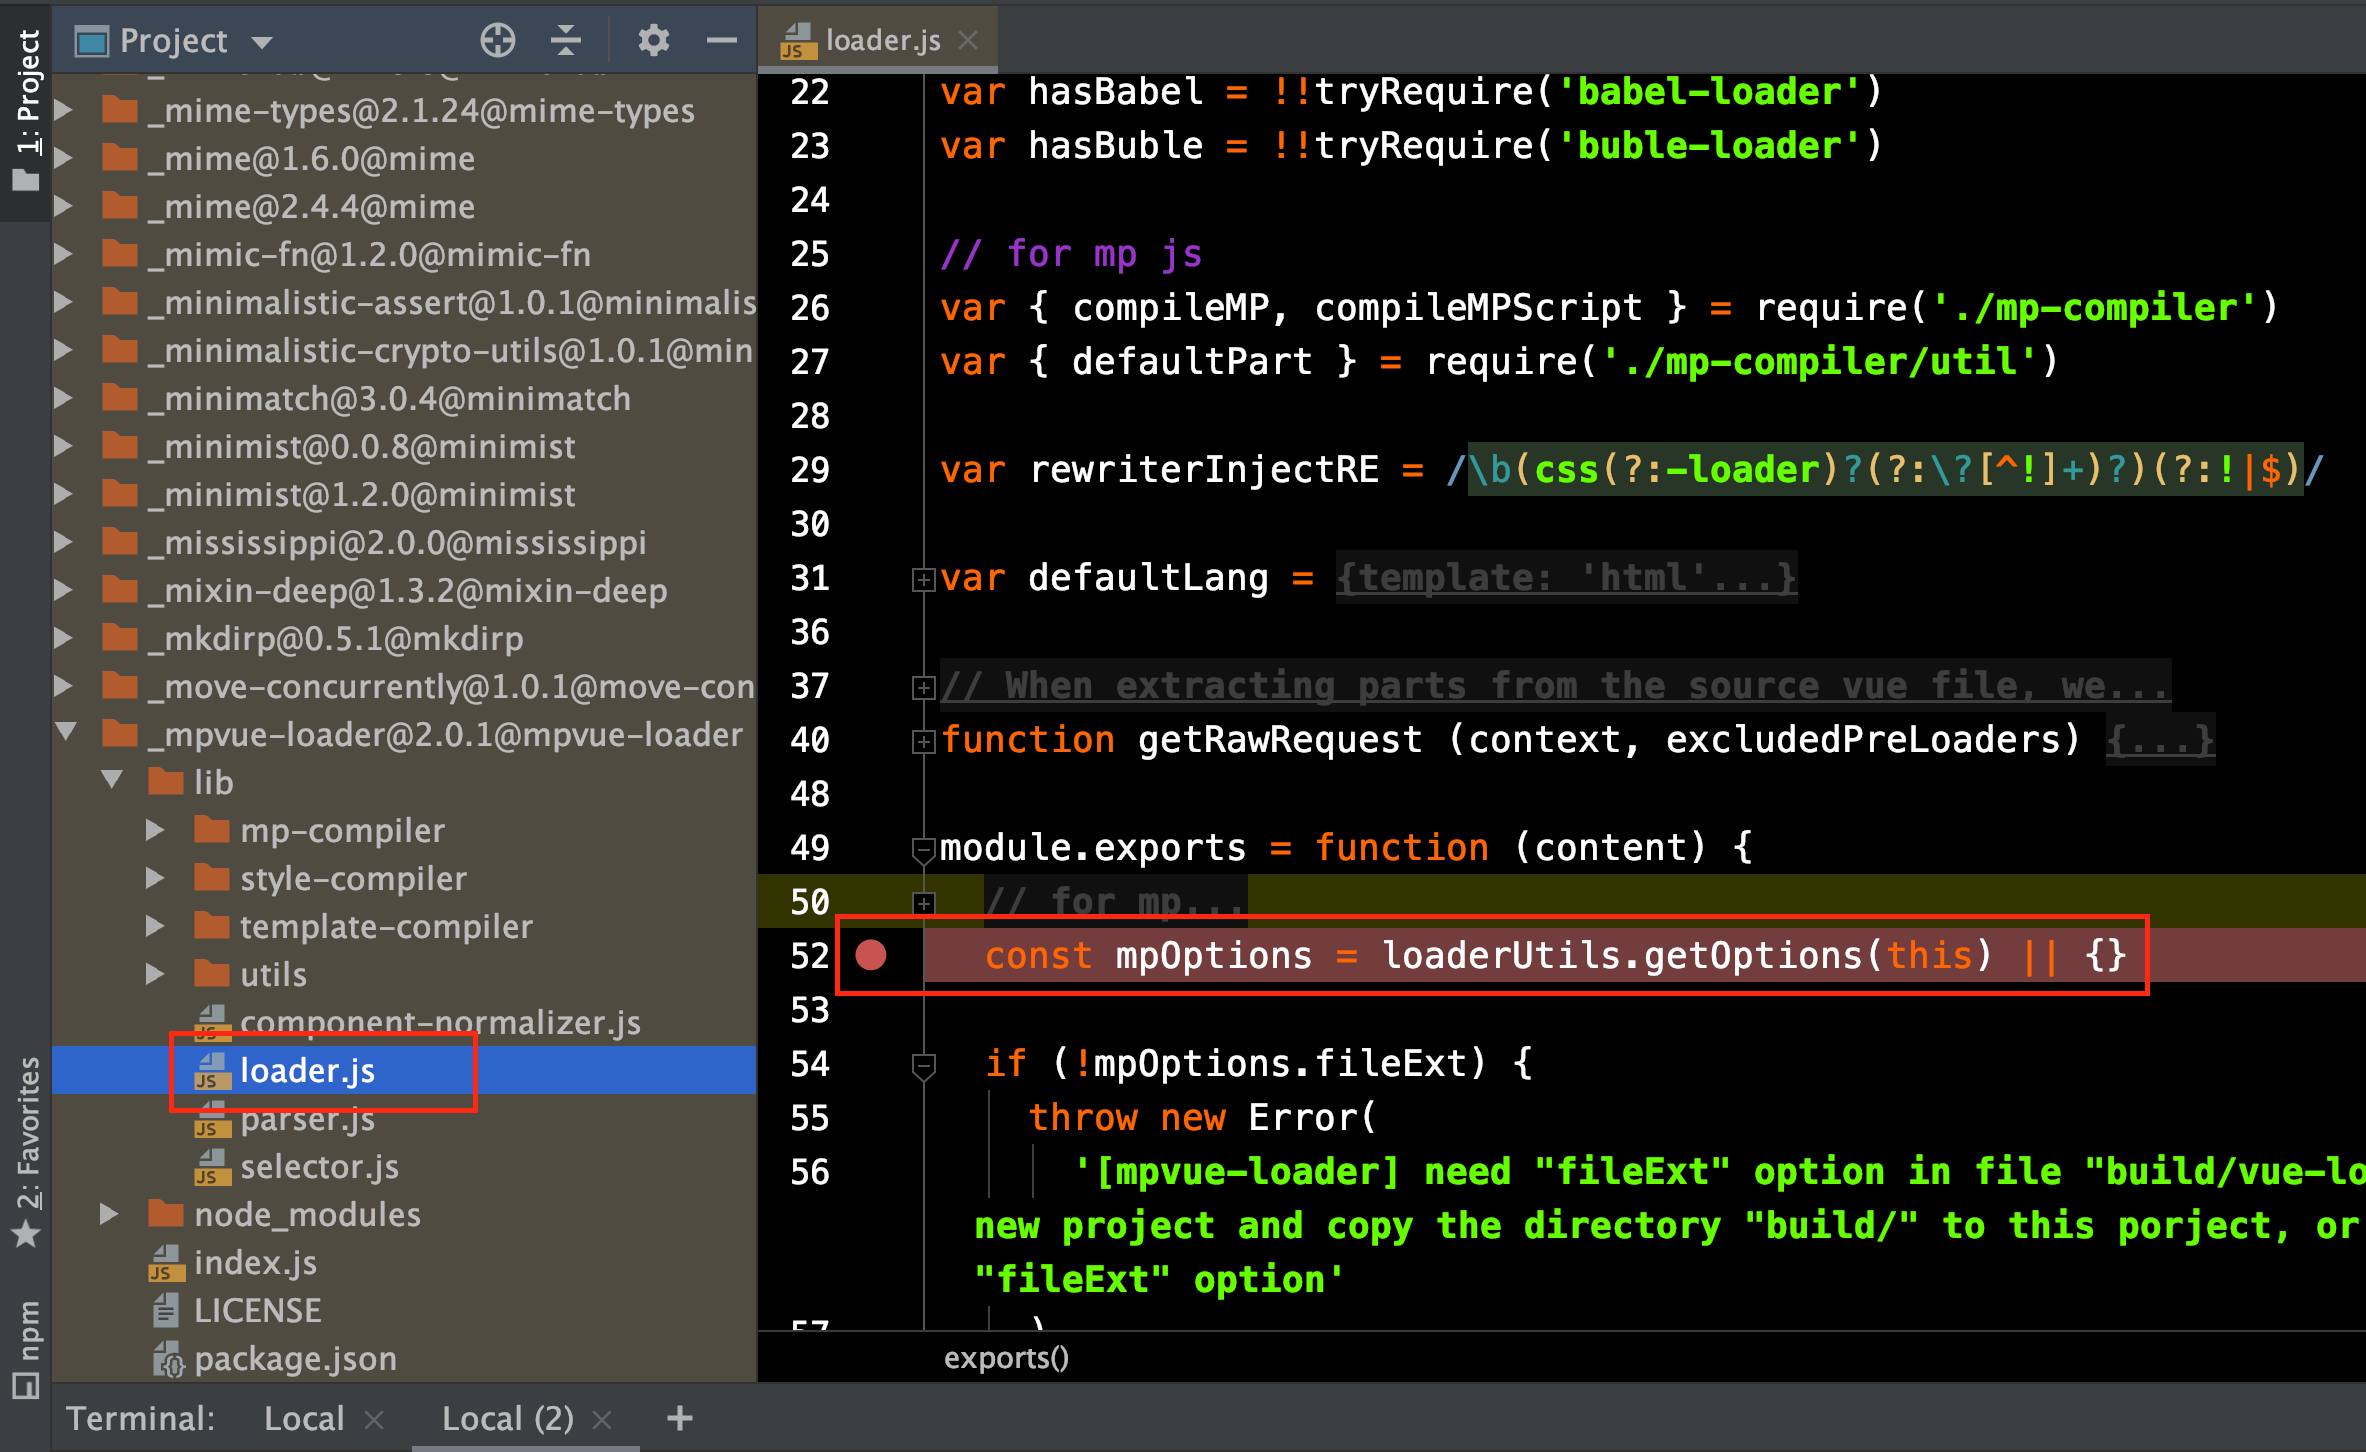 1: Project
2: Favorites
npm
Project
_mime-types@2.1.24@mime-types
_mime@1.6.0@mime
_mime@2.4.4@mime
_mimic-fn@1.2.0@mimic-fn
_minimalistic-assert@1.0.1@minimalis
_minimalistic-crypto-utils@1.0.1@min
_minimatch@3.0.4@minimatch
_minimist@0.0.8@minimist
_minimist@1.2.0@minimist
_mississippi@2.0.0@mississippi
_mixin-deep@1.3.2@mixin-deep
_mkdirp@0.5.1@mkdirp
_move-concurrently@1.0.1@move-con
_mpvue-loader@2.0.1@mpvue-loader
lib
mp-compiler
style-compiler
template-compiler
utils
JS component-normalizer.js
JS loader.js
JS parser.js
JS selector.js
node_modules
JS index.js
LICENSE
package.json
JS loader.js
22 var hasBabel = !!tryRequire('babel-loader')
23 var hasBuble = !!tryRequire('buble-loader')
24
25 // for mp js
26 var { compileMP, compileMPScript } = require('./mp-compiler')
27 var { defaultPart } = require('./mp-compiler/util')
28
29 var rewriterInjectRE = /\b(css(?:-loader)?(?:\?[^!]+)?)(?:!|$)/
30
31 var defaultLang = {template: 'html'...}
36
37 // When extracting parts from the source vue file, we...
40 function getRawRequest (context, excludedPreLoaders) {...}
48
49 module.exports = function (content) {
50 // for mp...
52 const mpOptions = loaderUtils.getOptions(this) || {}
53
54 if (!mpOptions.fileExt) {
55 throw new Error(
56 '[mpvue-loader] need "fileExt" option in file "build/vue-lo
new project and copy the directory "build/" to this porject, or
"fileExt" option'
57 )
exports()
Terminal: Local Local (2) +